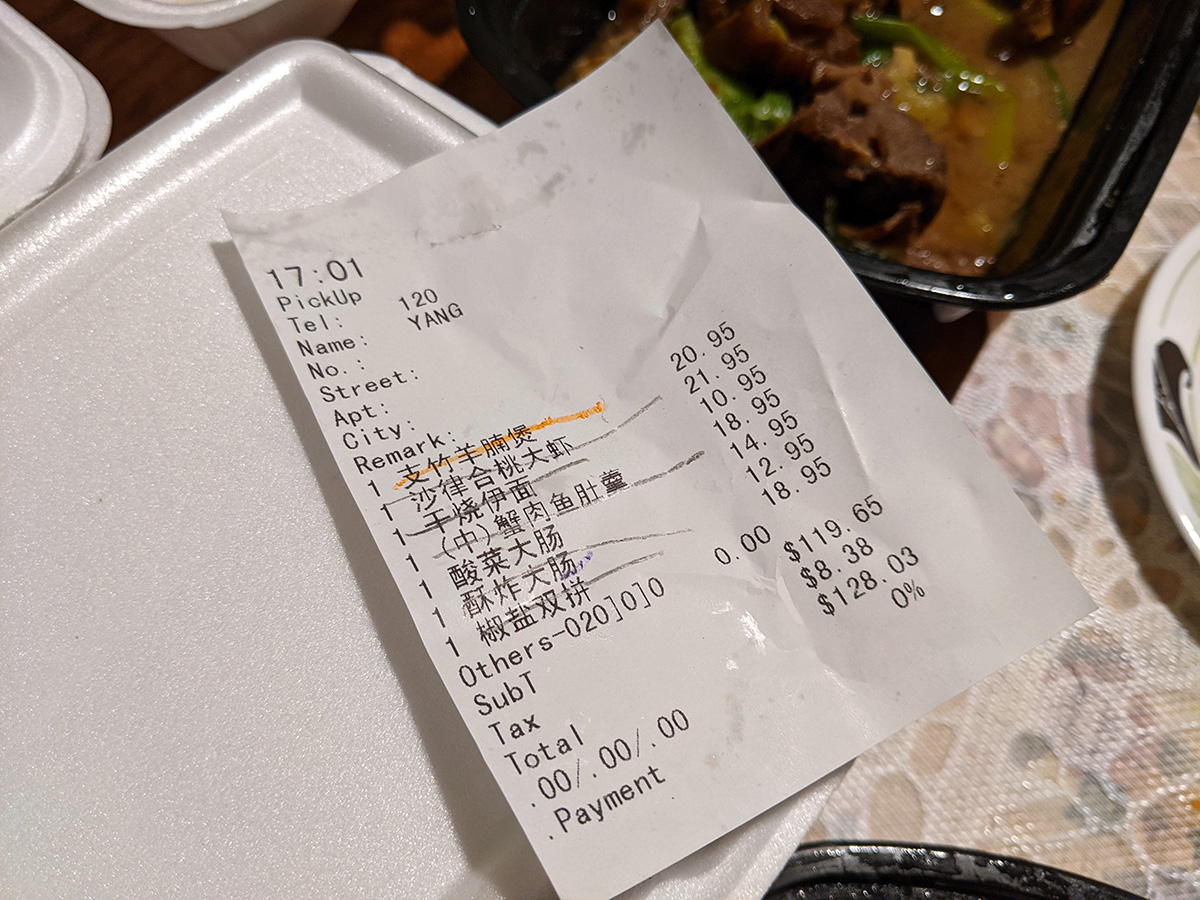 17:01
PickUp
Tel: 120
Name: YANG
No.:
Street:
Apt:
City:
Remark:
1 支竹羊腩煲 20.95
1 沙律合桃大虾 21.95
1 干烧伊面 10.95
1 (中)蟹肉鱼肚羹 18.95
1 酸菜大肠 14.95
1 酥炸大肠 12.95
1 椒盐双拼 18.95
Others-020]0]0 0.00
SubT $119.65
Tax $8.38
Total $128.03
.00/.00/.00 0%
.Payment